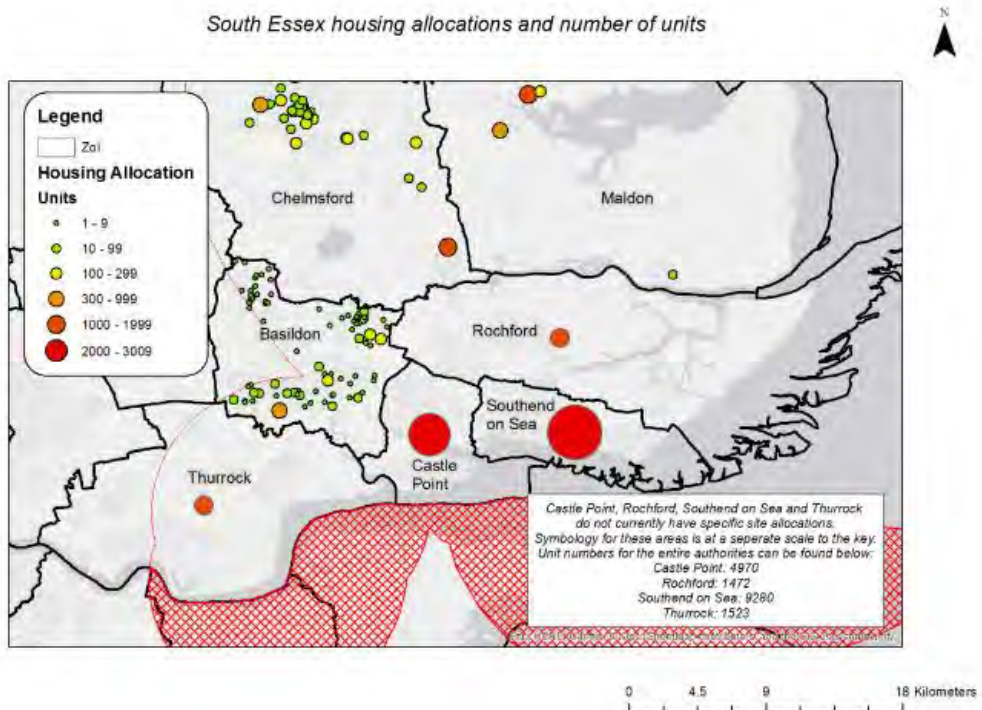 South Essex housing allocations and number of units
N
Legend
ZoI
Housing Allocation
Units
1 - 9
10 - 99
100 - 299
300 - 999
1000 - 1999
2000 - 3009
Chelmsford
Maldon
Basildon
Rochford
Southend
on Sea
Castle
Point
Thurrock
Castle Point, Rochford, Southend on Sea and Thurrock
do not currently have specific site allocations.
Symbology for these areas is at a seperate scale to the key.
Unit numbers for the entire authorities can be found below:
Castle Point: 4970
Rochford: 1472
Southend on Sea: 9280
Thurrock: 1523
0 4.5 9 18 Kilometers